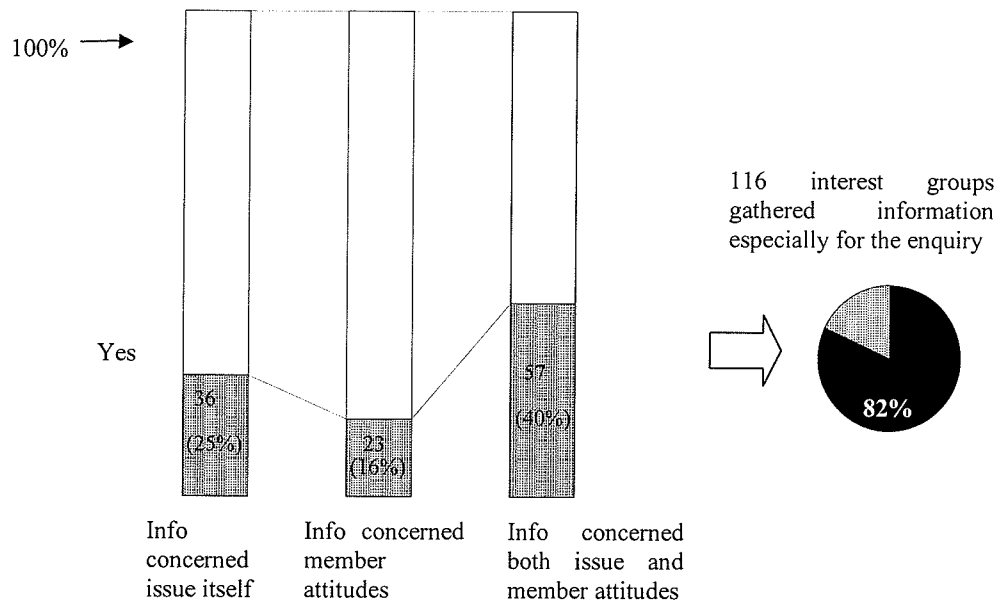 100%
Yes
36
(25%)
23
(16%)
57
(40%)
Info
concerned
issue itself
Info concerned
member
attitudes
Info concerned
both issue and
member attitudes
116 interest groups
gathered information
especially for the enquiry
82%